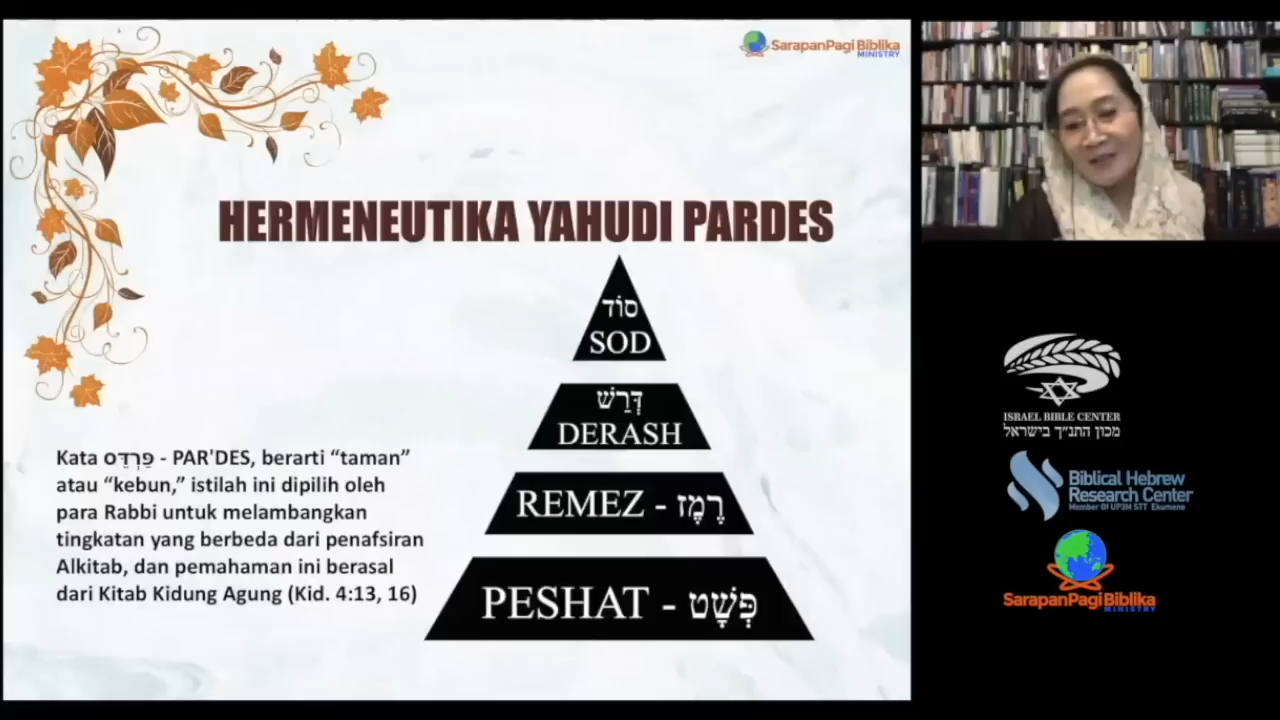 SarapanPagi Biblika
MINISTRY
HERMENEUTIKA YAHUDI PARDES
סוֹד
SOD
דְּרַשׁ
DERASH
REMEZ - רֶמֶז
PESHAT - פְּשָׁט
Kata פַּרְדֵּס - PAR'DES, berarti “taman”
atau “kebun,” istilah ini dipilih oleh
para Rabbi untuk melambangkan
tingkatan yang berbeda dari penafsiran
Alkitab, dan pemahaman ini berasal
dari Kitab Kidung Agung (Kid. 4:13, 16)
ISRAEL BIBLE CENTER
מכון התנ״ך בישראל
Biblical Hebrew
Research Center
Member Of UP3M STT Ekumene
SarapanPagi Biblika
MINISTRY